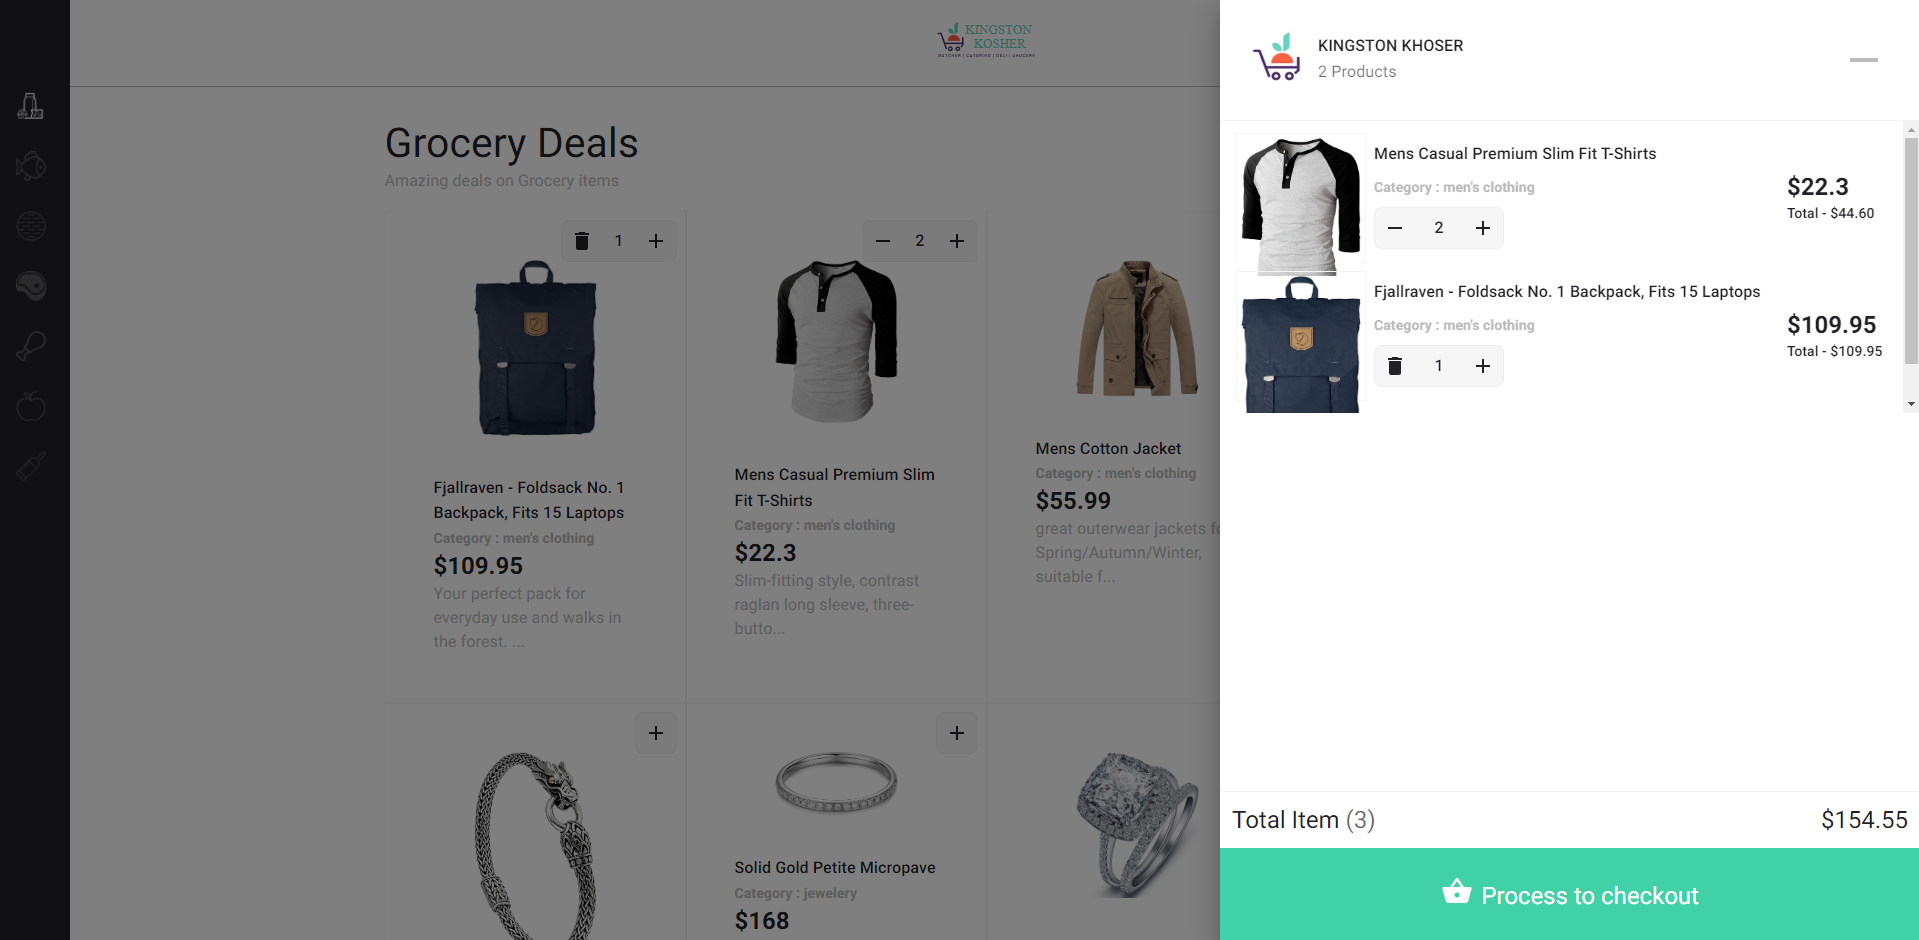 KINGSTON
KOSHER
BUTCHER | CATERING | DELI | GROCERY
Grocery Deals
Amazing deals on Grocery items
1
2
Fjallraven - Foldsack No. 1
Backpack, Fits 15 Laptops
Category : men's clothing
$109.95
Your perfect pack for
everyday use and walks in
the forest. ...
Mens Casual Premium Slim
Fit T-Shirts
Category : men's clothing
$22.3
Slim-fitting style, contrast
raglan long sleeve, three-
butto...
Mens Cotton Jacket
Category : men's clothing
$55.99
great outerwear jackets fo
Spring/Autumn/Winter,
suitable f...
Solid Gold Petite Micropave
Category : jewelery
$168
KINGSTON KHOSER
2 Products
Mens Casual Premium Slim Fit T-Shirts
Category : men's clothing
2
$22.3
Total - $44.60
Fjallraven - Foldsack No. 1 Backpack, Fits 15 Laptops
Category : men's clothing
1
$109.95
Total - $109.95
Total Item (3)
$154.55
Process to checkout